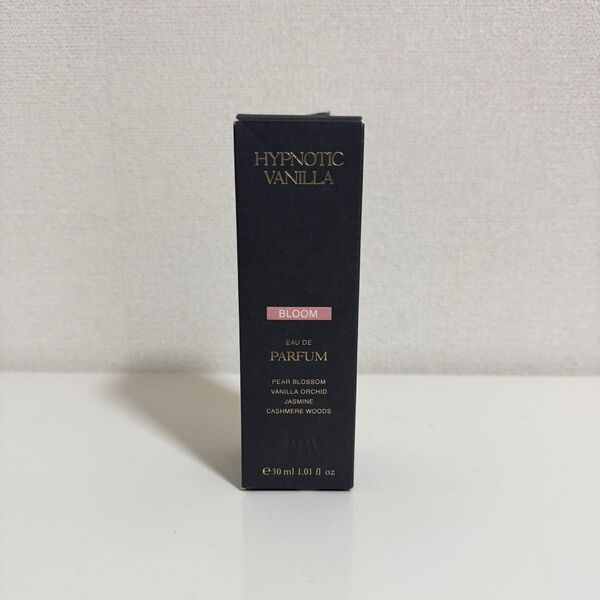 HYPNOTIC
VANILLA
BLOOM
EAU DE
PARFUM
PEAR BLOSSOM
VANILLA ORCHID
JASMINE
CASHMERE WOODS
ZARA
℮30 ml 1.01 fl oz